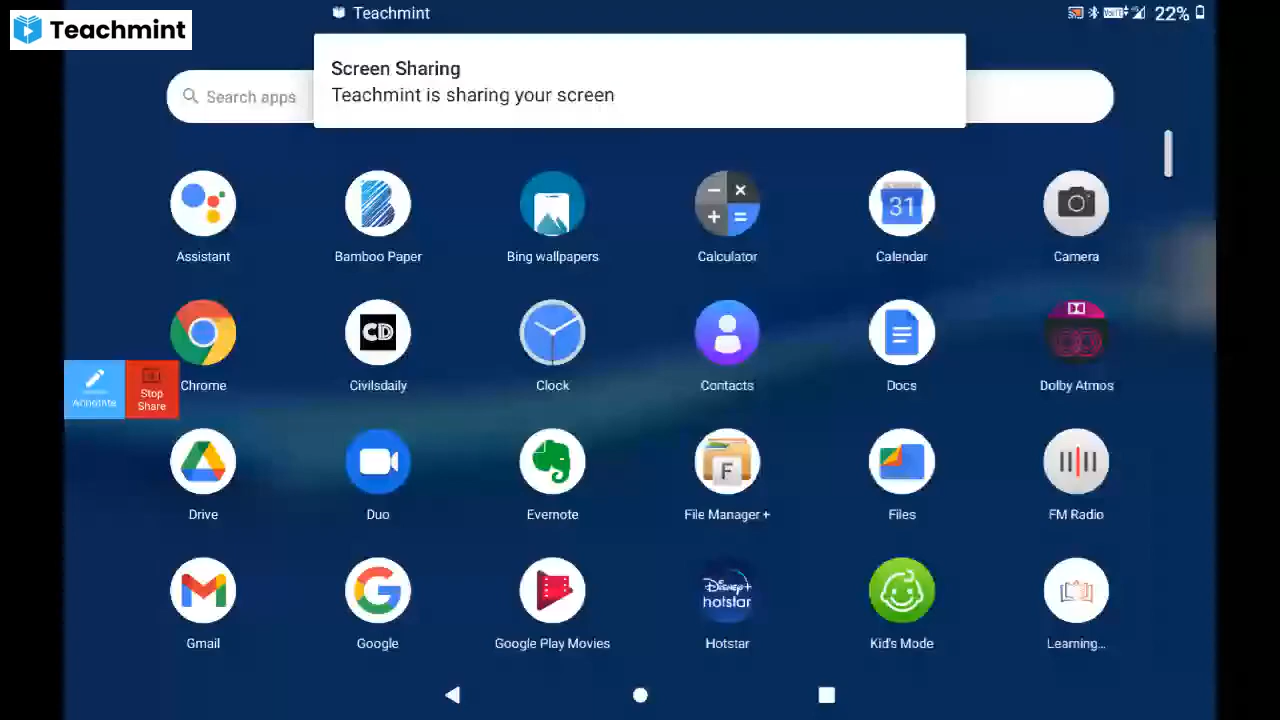 Teachmint
Teachmint
22%
Screen Sharing
Teachmint is sharing your screen
Search apps
31
Assistant
Bamboo Paper
Bing wallpapers
Calculator
Calendar
Camera
CD
Chrome
Civilsdaily
Clock
Contacts
Docs
Dolby Atmos
Annotate
Stop
Share
F
Drive
Duo
Evernote
File Manager +
Files
FM Radio
Disney+
hotstar
Gmail
Google
Google Play Movies
Hotstar
Kid's Mode
Learning...